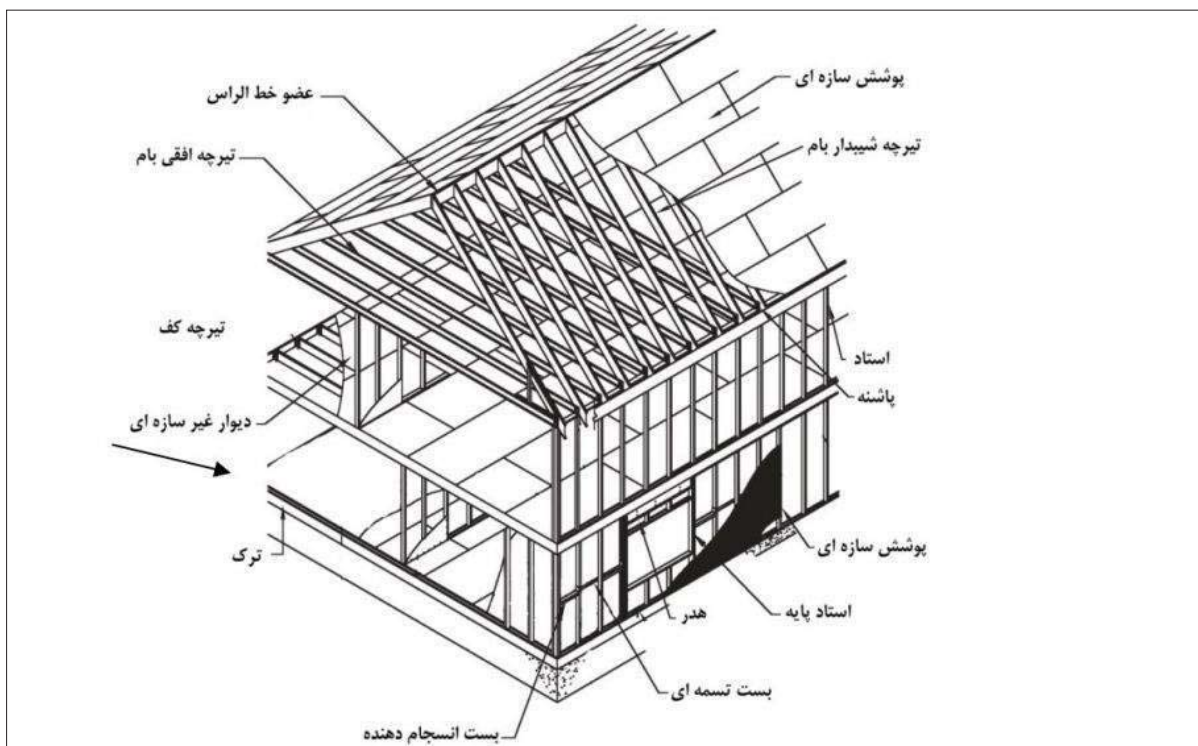 پوشش سازه ای
عضو خط الراس
تیرچه شیبدار بام
تیرچه افقی بام
تیرچه کف
استاد
پاشنه
دیوار غیر سازه ای
پوشش سازه ای
ترک
استاد پایه
هدر
بست تسمه ای
بست انسجام دهنده